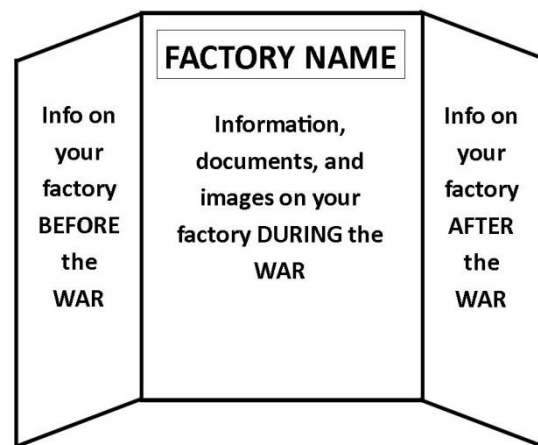 Info on
your
factory
BEFORE
the
WAR
FACTORY NAME
Information,
documents, and
images on your
factory DURING the
WAR
Info on
your
factory
AFTER
the
WAR